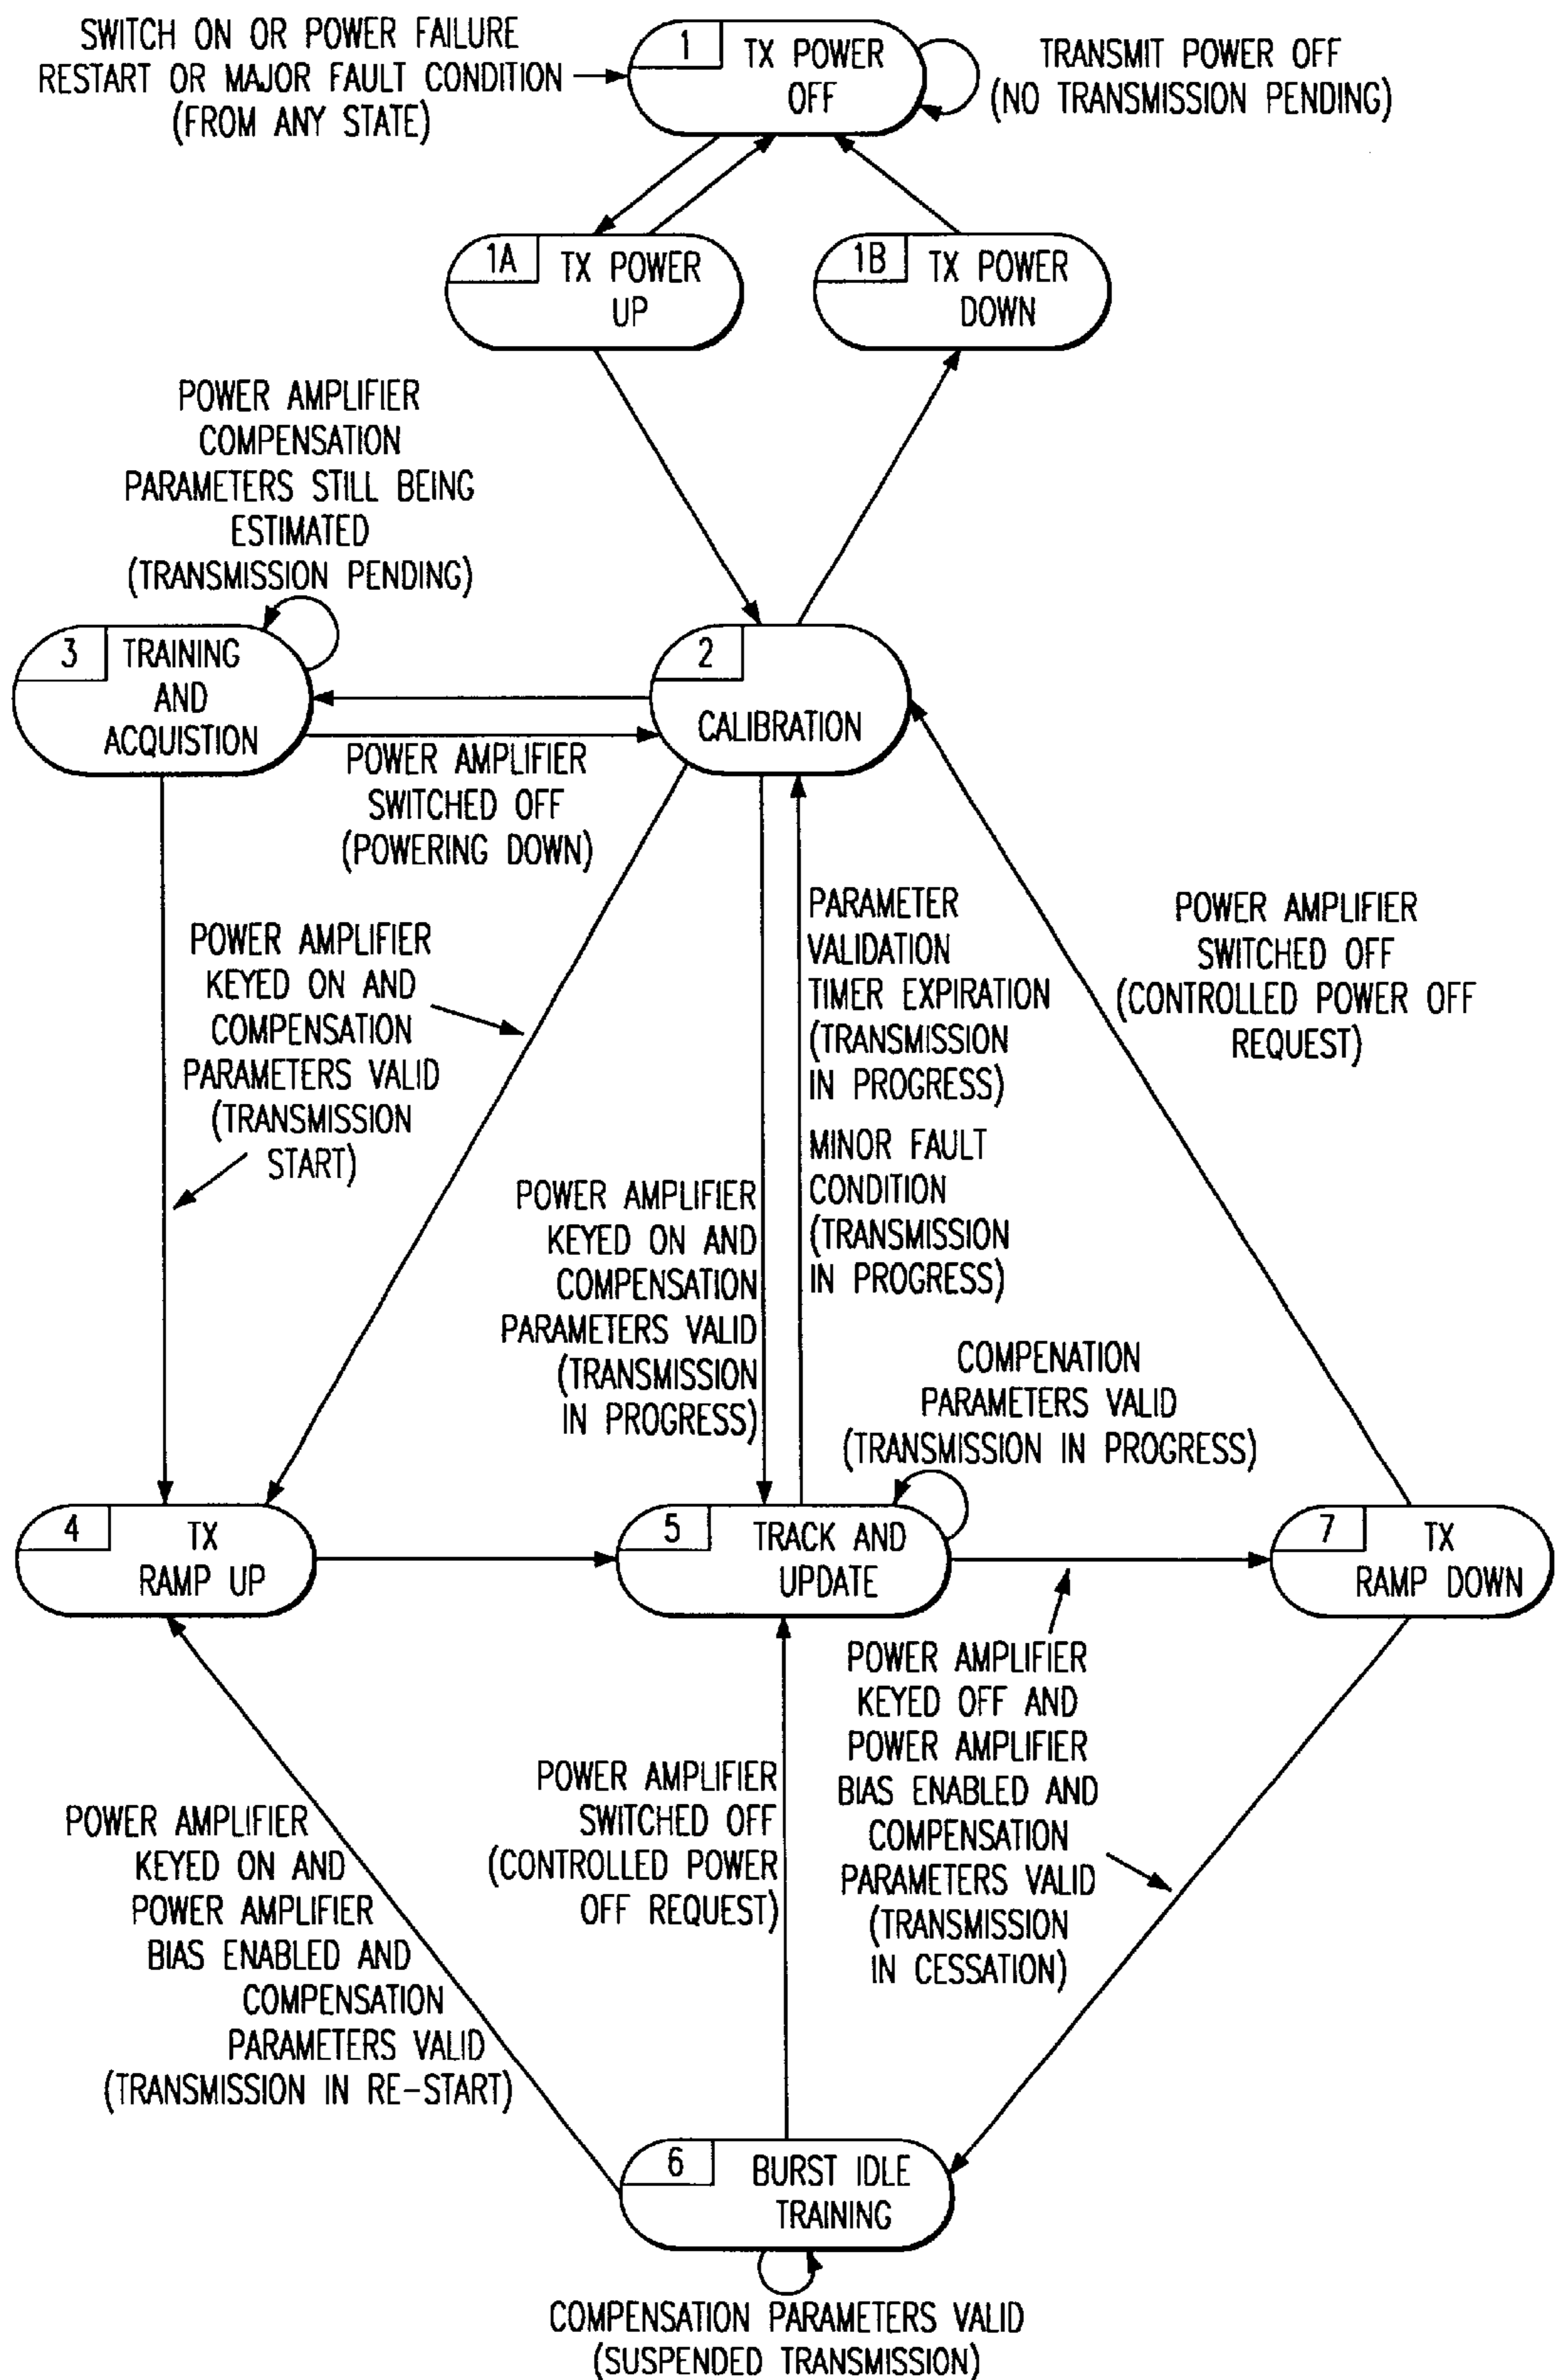 SWITCH ON OR POWER FAILURE
RESTART OR MAJOR FAULT CONDITION
(FROM ANY STATE)
1
TX POWER
OFF
TRANSMIT POWER OFF
(NO TRANSMISSION PENDING)
1A
TX POWER
UP
1B
TX POWER
DOWN
POWER AMPLIFIER
COMPENSATION
PARAMETERS STILL BEING
ESTIMATED
(TRANSMISSION PENDING)
3
TRAINING
AND
ACQUISTION
2
CALIBRATION
POWER AMPLIFIER
SWITCHED OFF
(POWERING DOWN)
POWER AMPLIFIER
KEYED ON AND
COMPENSATION
PARAMETERS VALID
(TRANSMISSION
START)
PARAMETER
VALIDATION
TIMER EXPIRATION
(TRANSMISSION
IN PROGRESS)
MINOR FAULT
CONDITION
(TRANSMISSION
IN PROGRESS)
POWER AMPLIFIER
SWITCHED OFF
(CONTROLLED POWER OFF
REQUEST)
POWER AMPLIFIER
KEYED ON AND
COMPENSATION
PARAMETERS VALID
(TRANSMISSION
IN PROGRESS)
COMPENATION
PARAMETERS VALID
(TRANSMISSION IN PROGRESS)
4
TX
RAMP UP
5
TRACK AND
UPDATE
7
TX
RAMP DOWN
POWER AMPLIFIER
KEYED ON AND
POWER AMPLIFIER
BIAS ENABLED AND
COMPENSATION
PARAMETERS VALID
(TRANSMISSION IN RE-START)
POWER AMPLIFIER
SWITCHED OFF
(CONTROLLED POWER
OFF REQUEST)
POWER AMPLIFIER
KEYED OFF AND
POWER AMPLIFIER
BIAS ENABLED AND
COMPENSATION
PARAMETERS VALID
(TRANSMISSION
IN CESSATION)
6
BURST IDLE
TRAINING
COMPENSATION PARAMETERS VALID
(SUSPENDED TRANSMISSION)